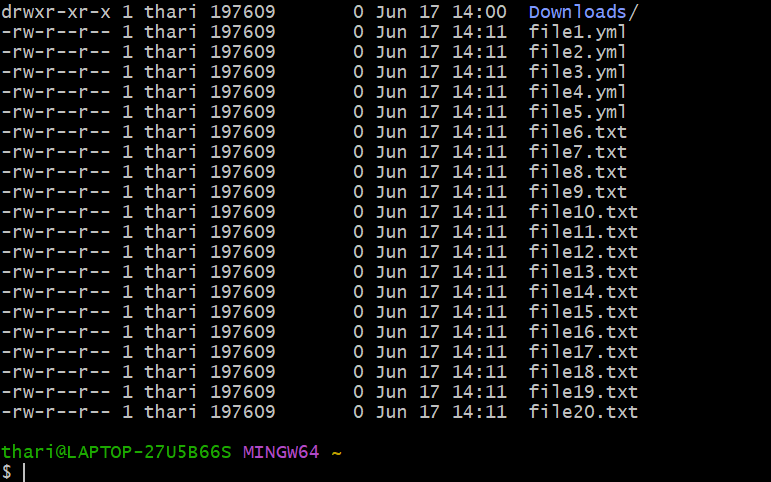 drwxr-xr-x 1 thari 197609 0 Jun 17 14:00 Downloads/
-rw-r--r-- 1 thari 197609 0 Jun 17 14:11 file1.yml
-rw-r--r-- 1 thari 197609 0 Jun 17 14:11 file2.yml
-rw-r--r-- 1 thari 197609 0 Jun 17 14:11 file3.yml
-rw-r--r-- 1 thari 197609 0 Jun 17 14:11 file4.yml
-rw-r--r-- 1 thari 197609 0 Jun 17 14:11 file5.yml
-rw-r--r-- 1 thari 197609 0 Jun 17 14:11 file6.txt
-rw-r--r-- 1 thari 197609 0 Jun 17 14:11 file7.txt
-rw-r--r-- 1 thari 197609 0 Jun 17 14:11 file8.txt
-rw-r--r-- 1 thari 197609 0 Jun 17 14:11 file9.txt
-rw-r--r-- 1 thari 197609 0 Jun 17 14:11 file10.txt
-rw-r--r-- 1 thari 197609 0 Jun 17 14:11 file11.txt
-rw-r--r-- 1 thari 197609 0 Jun 17 14:11 file12.txt
-rw-r--r-- 1 thari 197609 0 Jun 17 14:11 file13.txt
-rw-r--r-- 1 thari 197609 0 Jun 17 14:11 file14.txt
-rw-r--r-- 1 thari 197609 0 Jun 17 14:11 file15.txt
-rw-r--r-- 1 thari 197609 0 Jun 17 14:11 file16.txt
-rw-r--r-- 1 thari 197609 0 Jun 17 14:11 file17.txt
-rw-r--r-- 1 thari 197609 0 Jun 17 14:11 file18.txt
-rw-r--r-- 1 thari 197609 0 Jun 17 14:11 file19.txt
-rw-r--r-- 1 thari 197609 0 Jun 17 14:11 file20.txt
thari@LAPTOP-27U5B66S MINGW64 ~
$